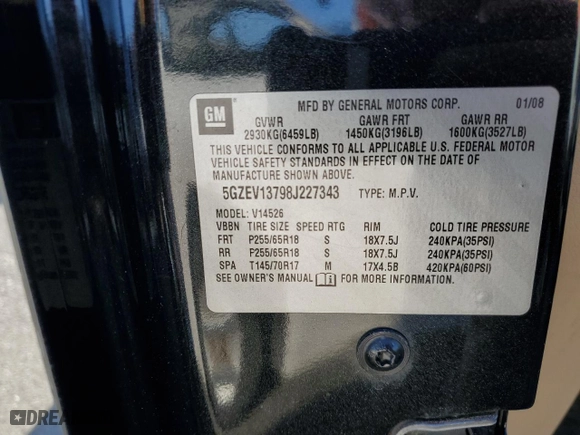 GM
MFD BY GENERAL MOTORS CORP. 01/08
GVWR GAWR FRT GAWR RR
2930KG(6459LB) 1450KG(3196LB) 1600KG(3527LB)
THIS VEHICLE CONFORMS TO ALL APPLICABLE U.S. FEDERAL MOTOR
VEHICLE SAFETY STANDARDS IN EFFECT ON THE DATE OF
MANUFACTURE SHOWN ABOVE.
5GZEV13798J227343 TYPE: M.P.V.
MODEL: V14526
VBBN TIRE SIZE SPEED RTG RIM COLD TIRE PRESSURE
FRT P255/65R18 S 18X7.5J 240KPA(35PSI)
RR P255/65R18 S 18X7.5J 240KPA(35PSI)
SPA T145/70R17 M 17X4.5B 420KPA(60PSI)
SEE OWNER'S MANUAL FOR MORE INFORMATION.